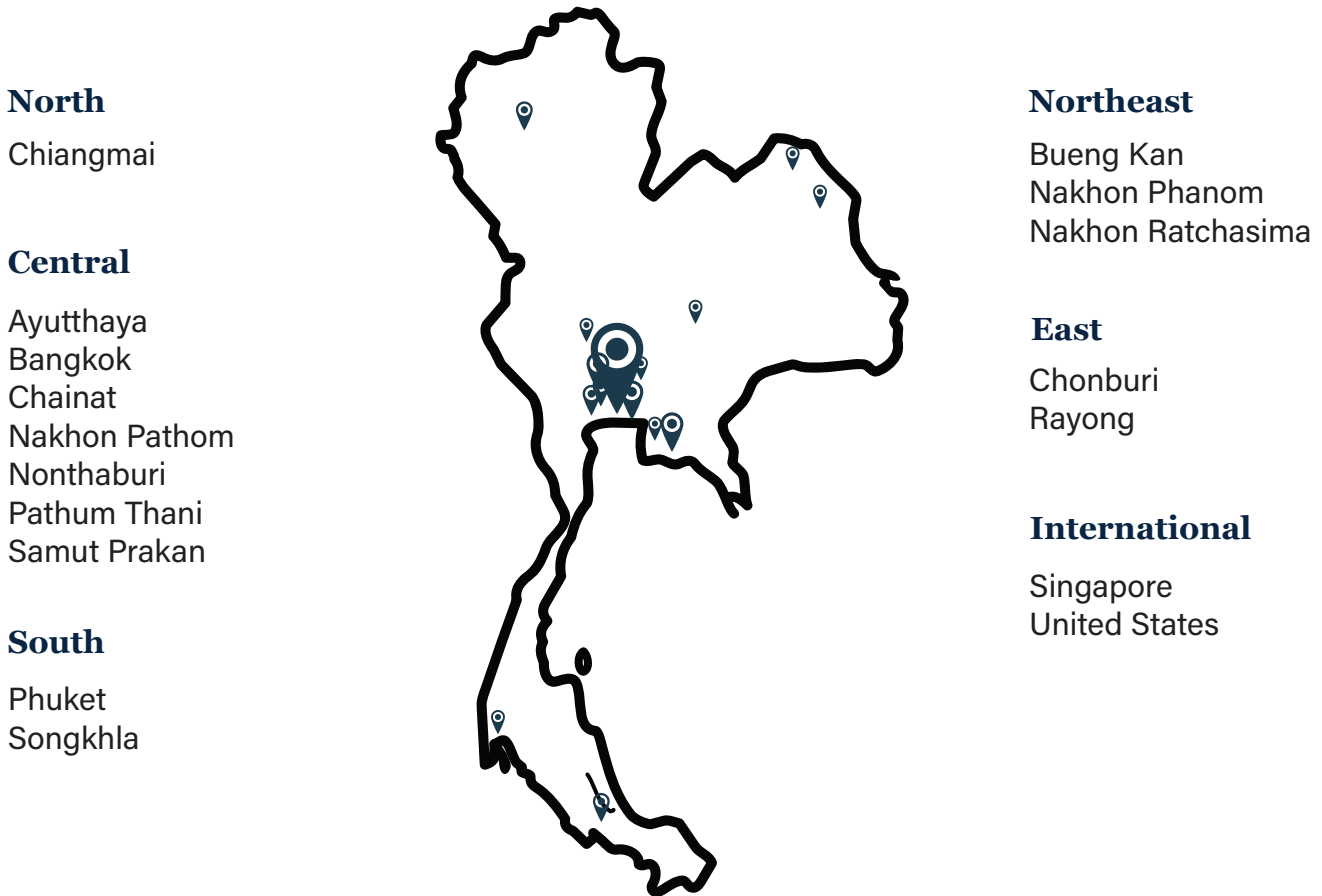 North
Chiangmai
Central
Ayutthaya
Bangkok
Chainat
Nakhon Pathom
Nonthaburi
Pathum Thani
Samut Prakan
South
Phuket
Songkhla
Northeast
Bueng Kan
Nakhon Phanom
Nakhon Ratchasima
East
Chonburi
Rayong
International
Singapore
United States